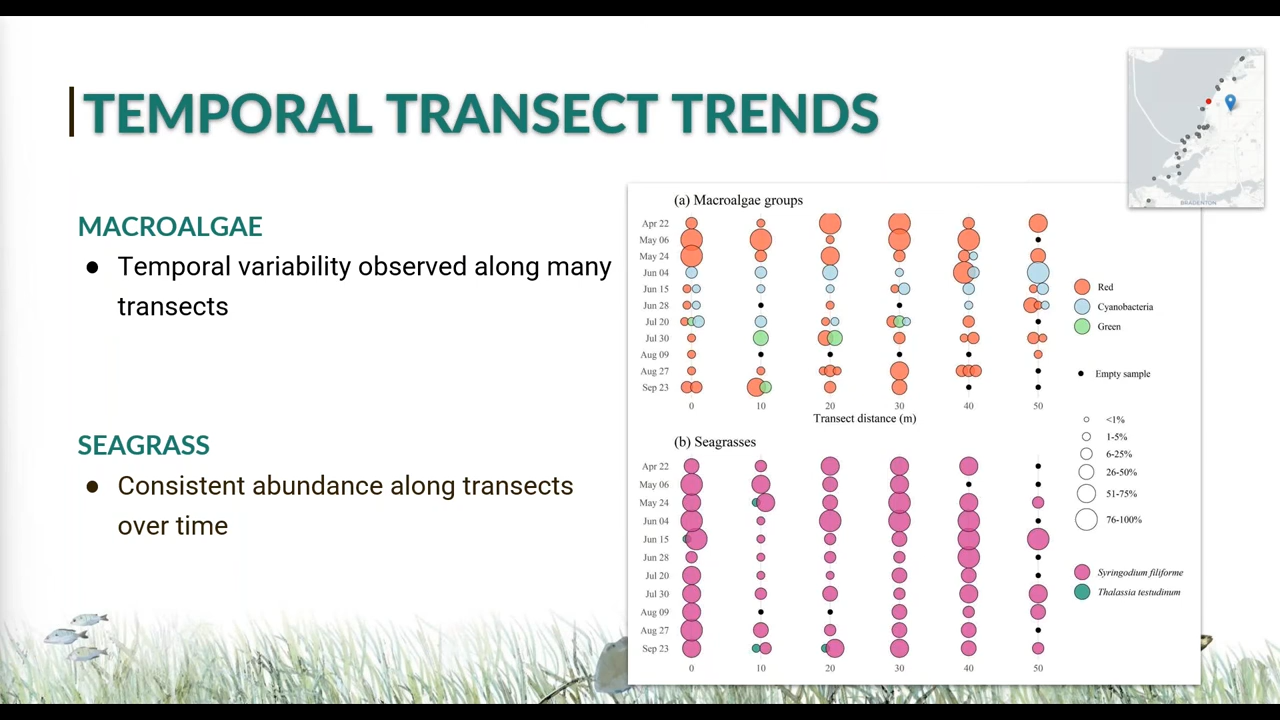 TEMPORAL TRANSECT TRENDS
BRADENTON
MACROALGAE
● Temporal variability observed along many
transects
SEAGRASS
● Consistent abundance along transects
over time
(a) Macroalgae groups
Apr 22
May 06
May 24
Jun 04
Jun 15
Jun 28
Jul 20
Jul 30
Aug 09
Aug 27
Sep 23
0 10 20 30 40 50
Transect distance (m)
Red
Cyanobacteria
Green
Empty sample
<1%
1-5%
6-25%
26-50%
51-75%
76-100%
(b) Seagrasses
Apr 22
May 06
May 24
Jun 04
Jun 15
Jun 28
Jul 20
Jul 30
Aug 09
Aug 27
Sep 23
0 10 20 30 40 50
Syringodium filiforme
Thalassia testudinum